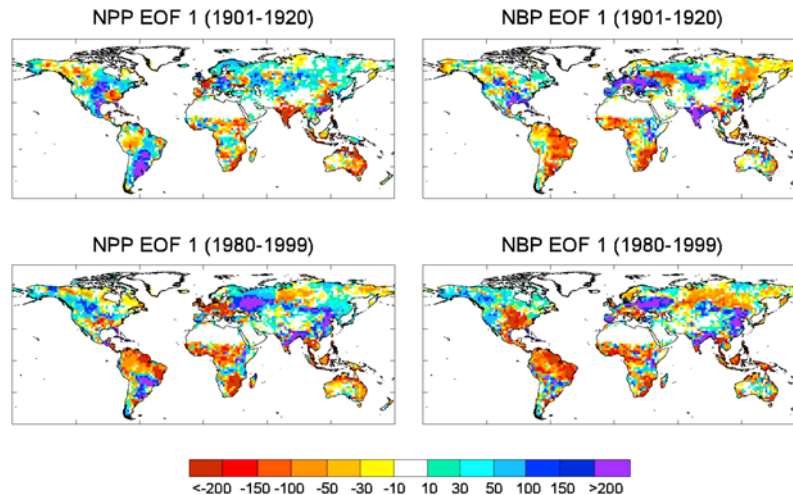 NPP EOF 1 (1901-1920) NBP EOF 1 (1901-1920)
NPP EOF 1 (1980-1999) NBP EOF 1 (1980-1999)
<-200 -150 -100 -50 -30 -10 10 30 50 100 150 >200